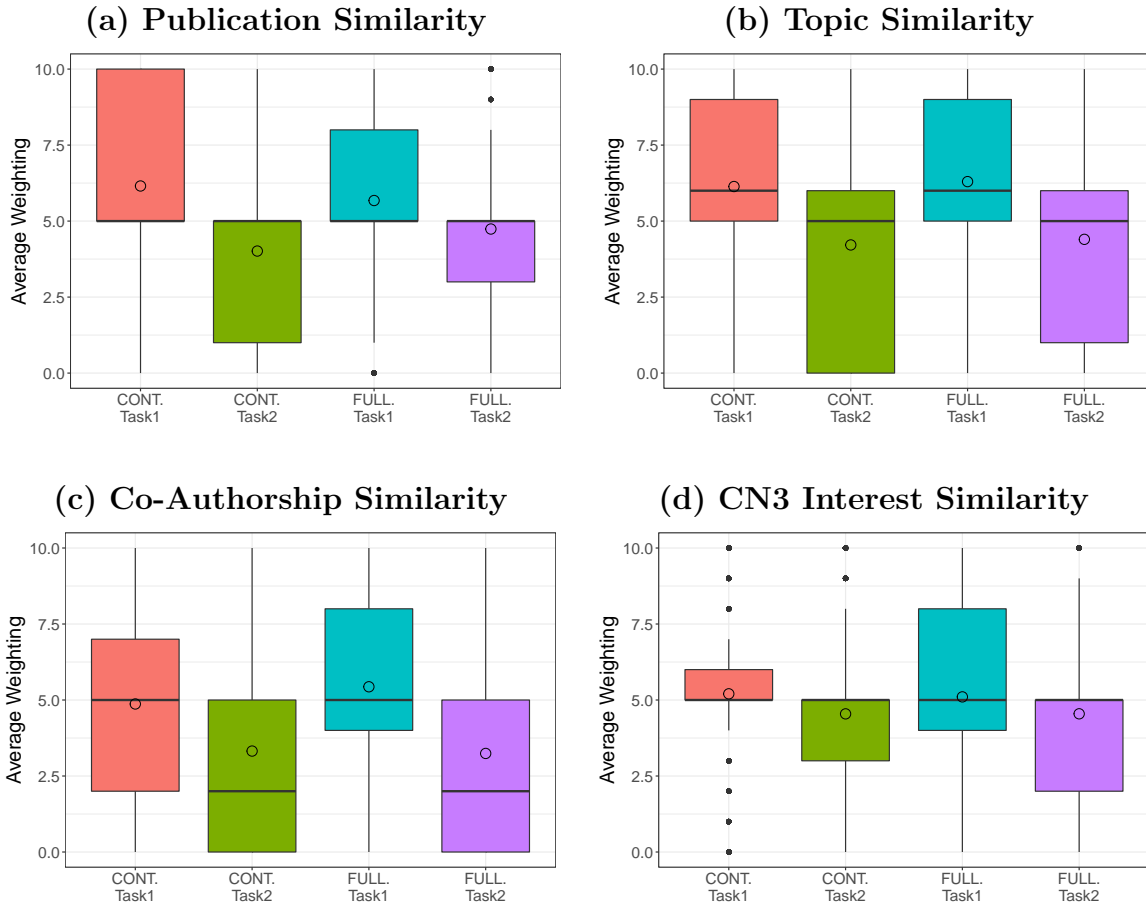 (a) Publication Similarity
Average Weighting
10.0
7.5
5.0
2.5
0.0
CONT. Task1
CONT. Task2
FULL. Task1
FULL. Task2
(b) Topic Similarity
Average Weighting
10.0
7.5
5.0
2.5
0.0
CONT. Task1
CONT. Task2
FULL. Task1
FULL. Task2
(c) Co-Authorship Similarity
Average Weighting
10.0
7.5
5.0
2.5
0.0
CONT. Task1
CONT. Task2
FULL. Task1
FULL. Task2
(d) CN3 Interest Similarity
Average Weighting
10.0
7.5
5.0
2.5
0.0
CONT. Task1
CONT. Task2
FULL. Task1
FULL. Task2